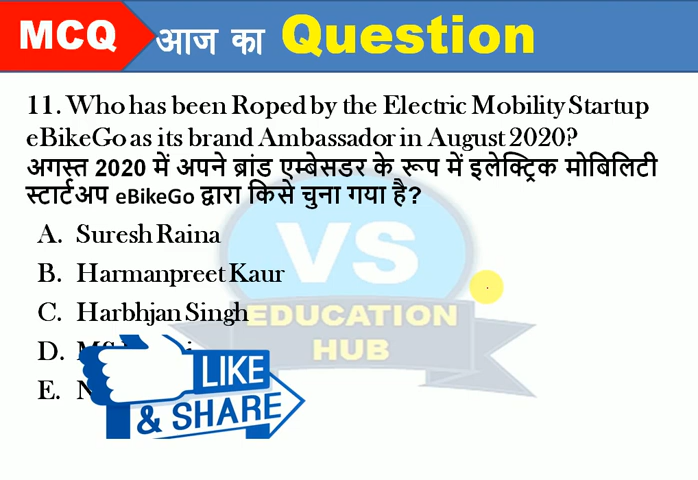 MCQ आज का Question
11. Who has been Roped by the Electric Mobility Startup
eBikeGo as its brand Ambassador in August 2020?
अगस्त 2020 में अपने ब्रांड एम्बेसडर के रूप में इलेक्ट्रिक मोबिलिटी
स्टार्टअप eBikeGo द्वारा किसे चुना गया है?
A. Suresh Raina
B. Harmanpreet Kaur
C. Harbhjan Singh
D.
E.
VS
EDUCATION
HUB
LIKE
& SHARE